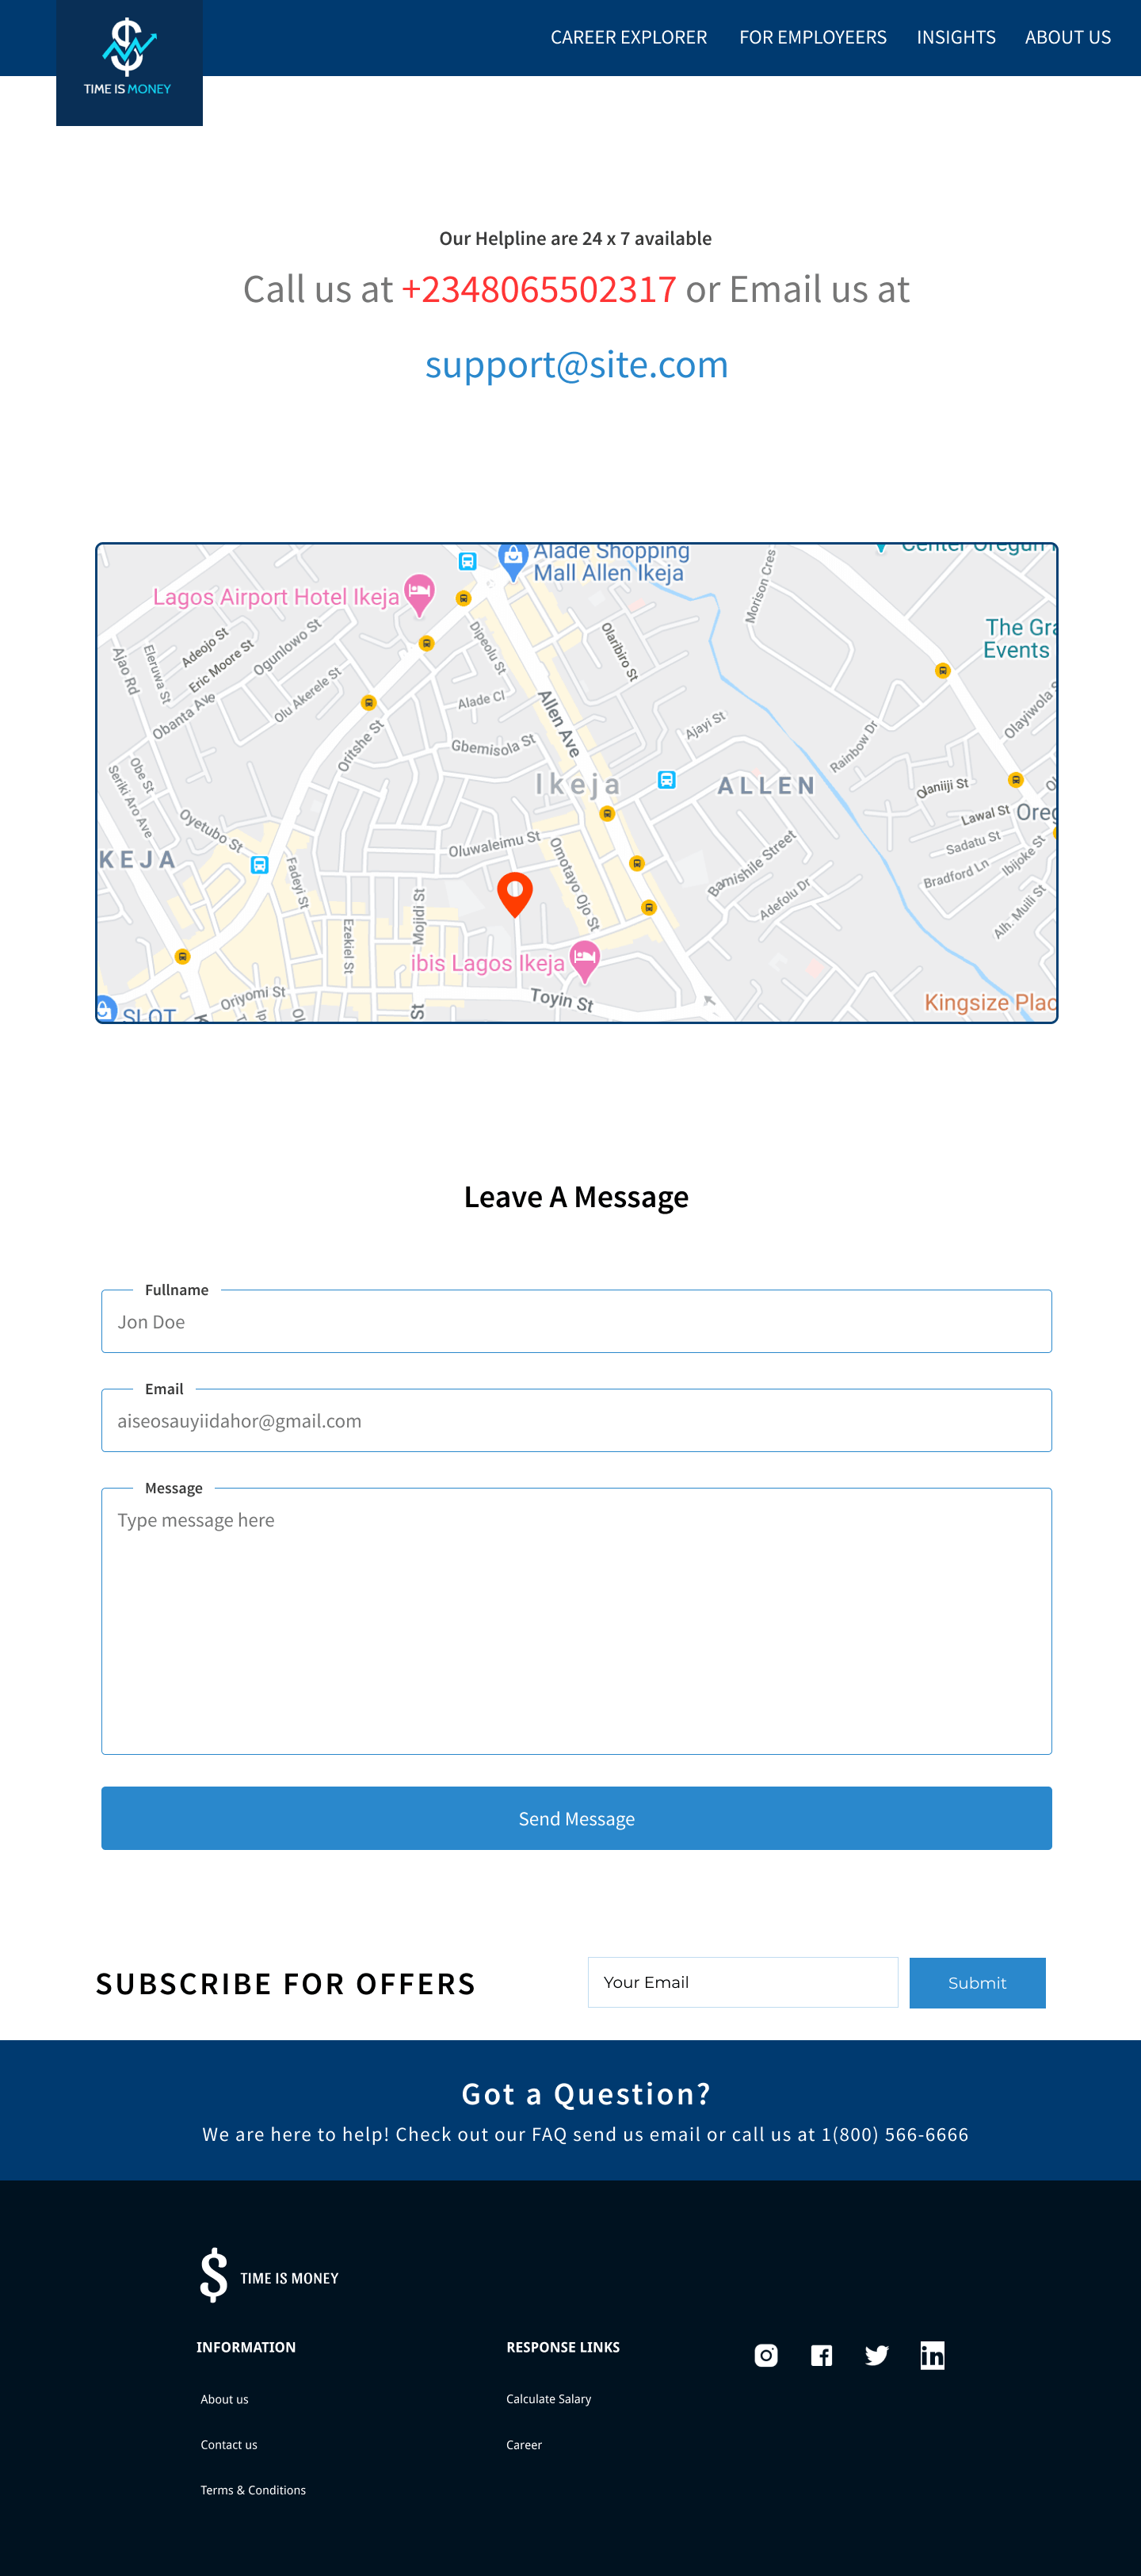 CAREER EXPLORER FOR EMPLOYEERS INSIGHTS ABOUT US
TIME IS MONEY
Our Helpline are 24 x 7 available
Call us at +2348065502317 or Email us at
support@site.com
Alade Shopping
Mall Allen Ikeja
Center Oregun
Lagos Airport Hotel Ikeja
Morison Cres
The Gra
Events
Adeojo St
Eric Moore St
Ogunlowo St
Dipeolu St
Olaribiro St
Ajao Rd
Eleruwa St
Obanta Ave
Olu Akerele St
Alade Cl
Allen Ave
Ajayi St
Olayiwola S
Oritshe St
Gbemisola St
Rainbow Dr
Obe St
Seriki Aro Ave
Ikeja
ALLEN
Olaniiji St
Lawal St
Oreg
Oyetubo St
Oluwaleimu St
Sadatu St
Ibijoke St
KEJA
Fadeyi St
Omotayo Ojo St
Bamishile Street
Bradford Ln
Adefolu Dr
Mojidi St
Alh. Muili St
Ezekiel St
ibis Lagos Ikeja
Oriyomi St
Toyin St
Kingsize Plac
SLOT
St
Leave A Message
Fullname
Jon Doe
Email
aiseosauyiidahor@gmail.com
Message
Type message here
Send Message
SUBSCRIBE FOR OFFERS
Your Email
Submit
Got a Question?
We are here to help! Check out our FAQ send us email or call us at 1(800) 566-6666
TIME IS MONEY
INFORMATION
RESPONSE LINKS
About us
Calculate Salary
Contact us
Career
Terms & Conditions